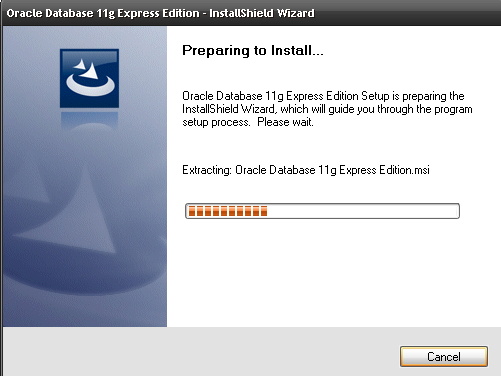 Oracle Database 11g Express Edition - InstallShield Wizard
Preparing to Install...
Oracle Database 11g Express Edition Setup is preparing the
InstallShield Wizard, which will guide you through the program
setup process. Please wait.
Extracting: Oracle Database 11g Express Edition.msi
Cancel